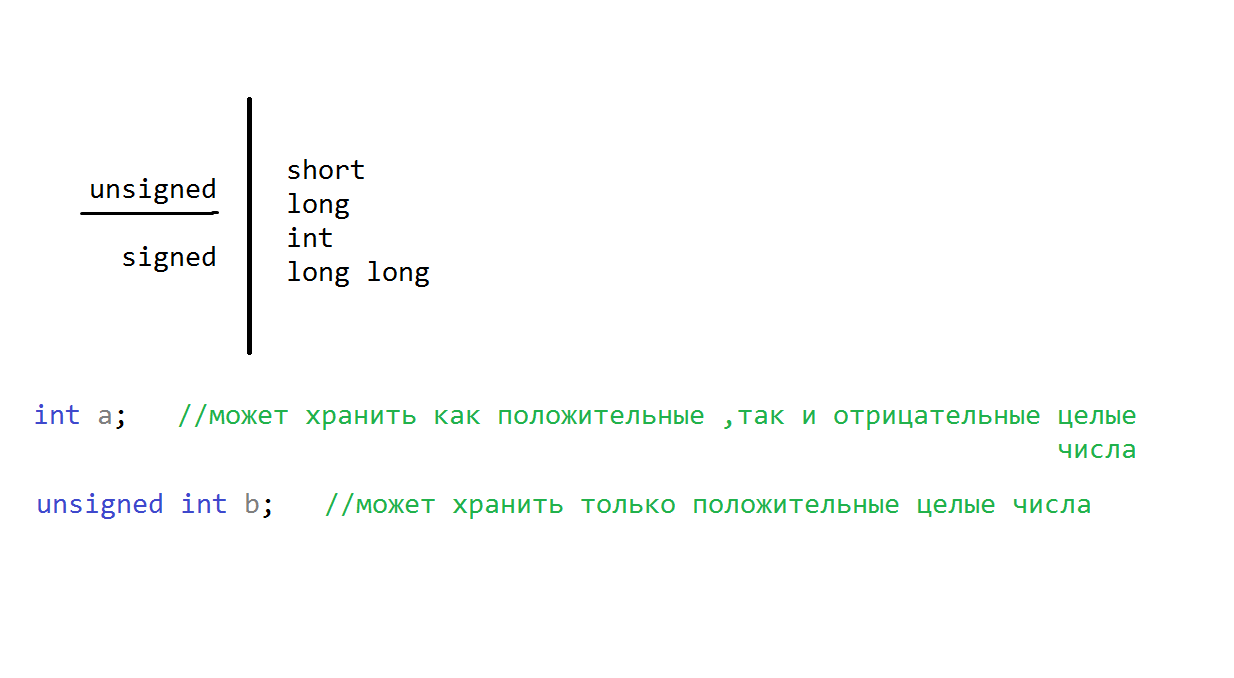 unsigned
signed
short
long
int
long long
int a;   //может хранить как положительные ,так и отрицательные целые
числа
unsigned int b;   //может хранить только положительные целые числа